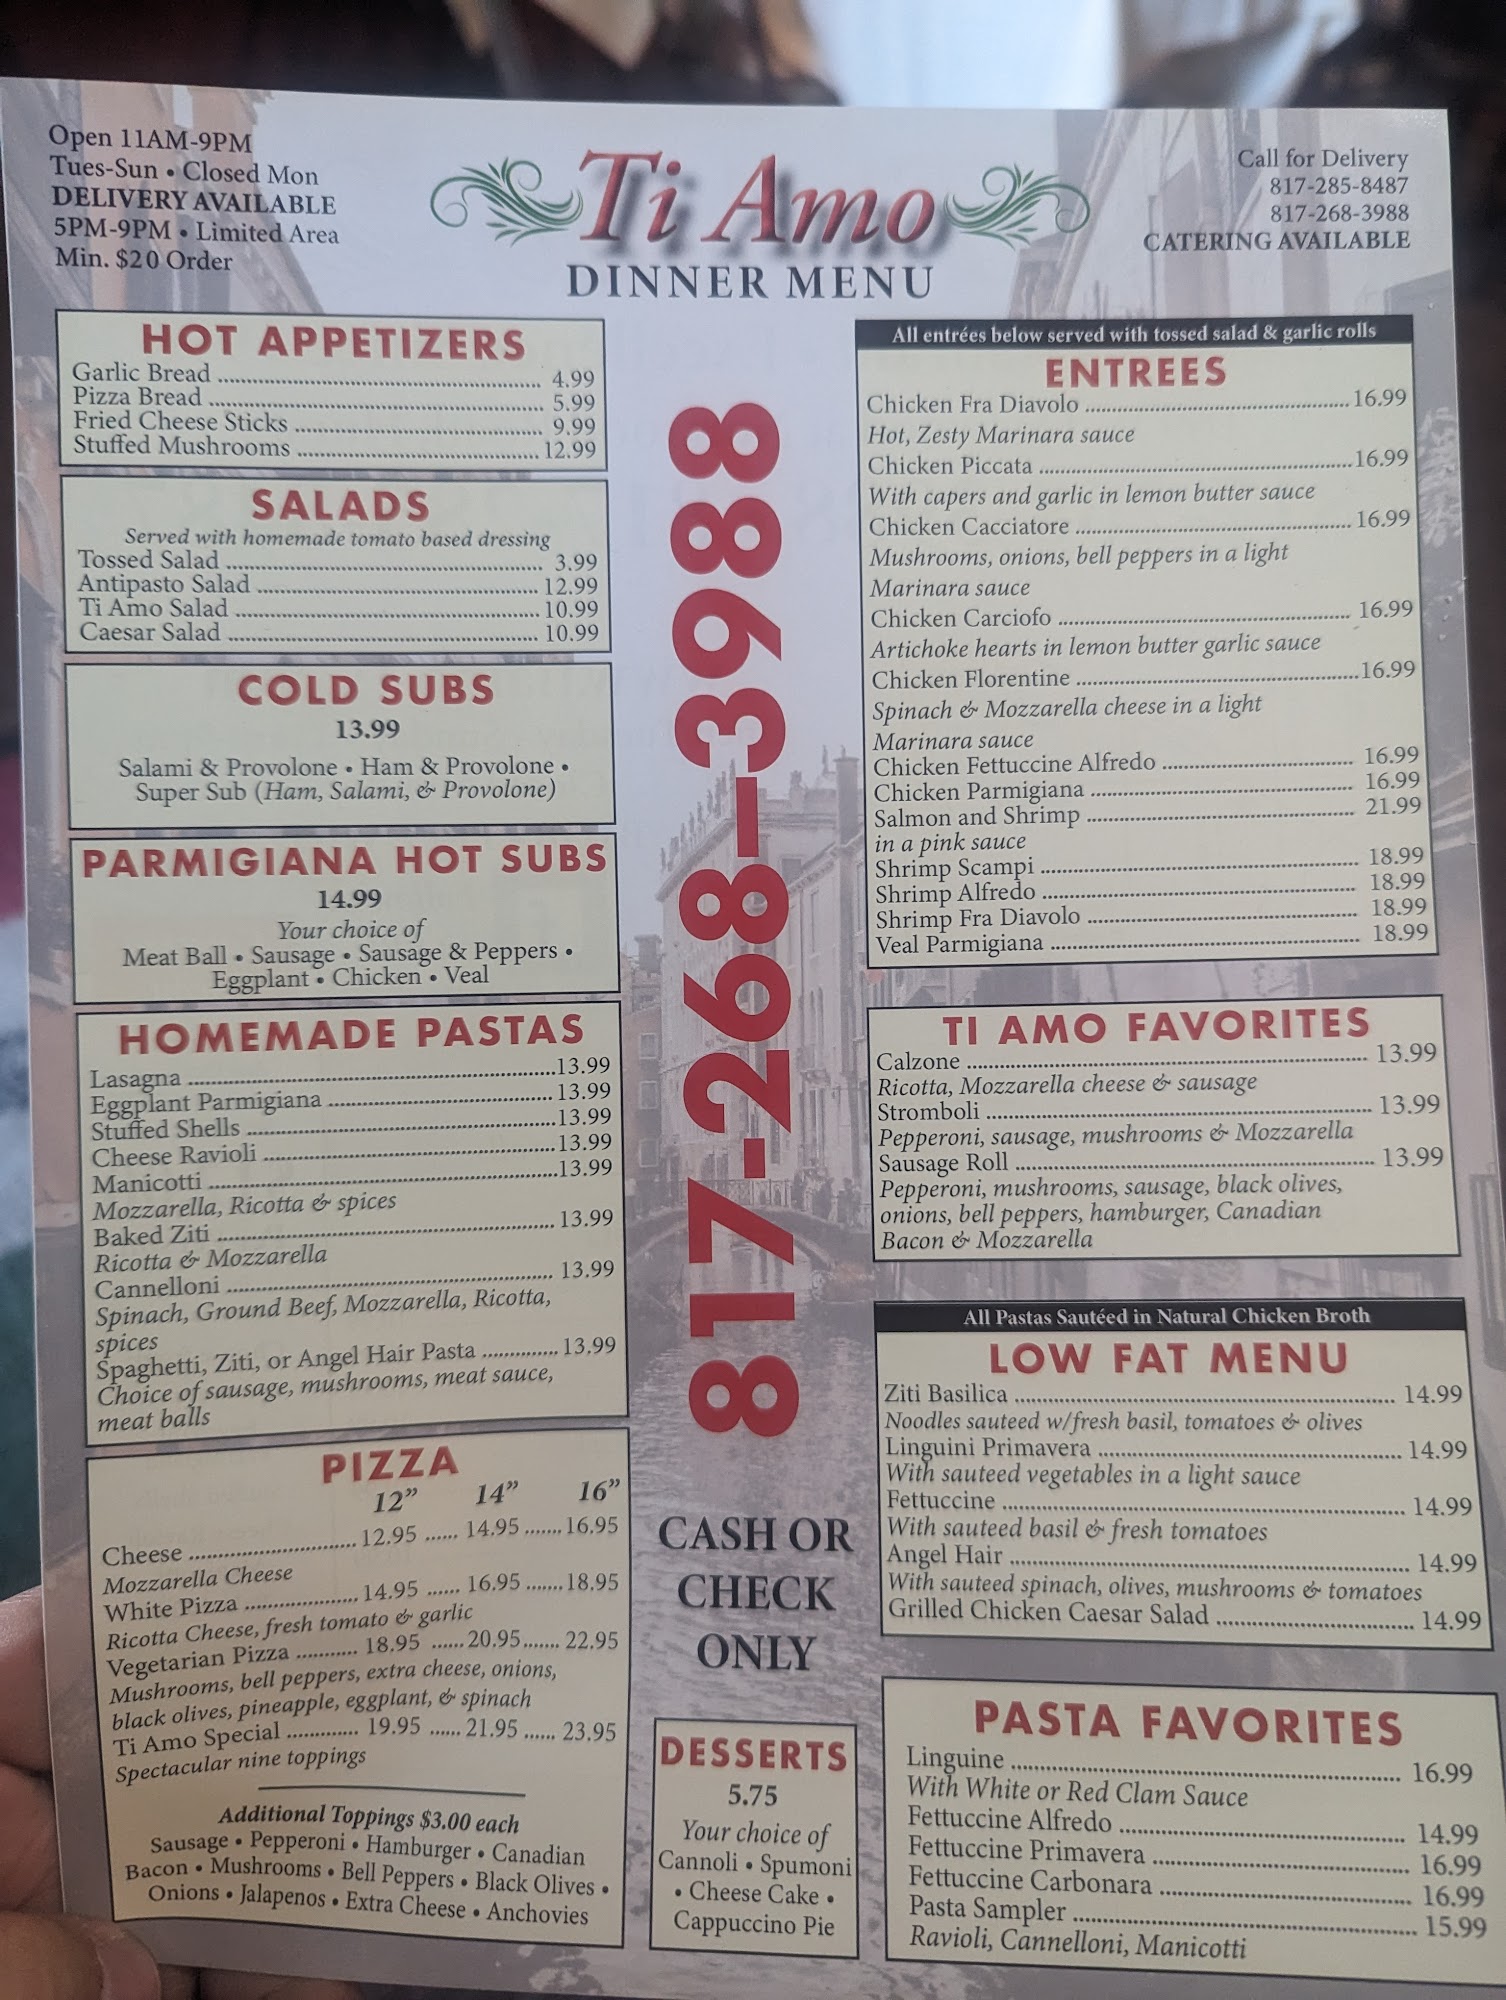 Open 11AM-9PM
Tues-Sun • Closed Mon
DELIVERY AVAILABLE
5PM-9PM • Limited Area
Min. $20 Order
Ti Amo
DINNER MENU
Call for Delivery
817-285-8487
817-268-3988
CATERING AVAILABLE
HOT APPETIZERS
Garlic Bread ........ 4.99
Pizza Bread ........ 5.99
Fried Cheese Sticks ........ 9.99
Stuffed Mushrooms ........ 12.99
SALADS
Served with homemade tomato based dressing
Tossed Salad ........ 3.99
Antipasto Salad ........ 12.99
Ti Amo Salad ........ 10.99
Caesar Salad ........ 10.99
COLD SUBS
13.99
Salami & Provolone • Ham & Provolone •
Super Sub (Ham, Salami, & Provolone)
PARMIGIANA HOT SUBS
14.99
Your choice of
Meat Ball • Sausage • Sausage & Peppers •
Eggplant • Chicken • Veal
HOMEMADE PASTAS
Lasagna ........ 13.99
Eggplant Parmigiana ........ 13.99
Stuffed Shells ........ 13.99
Cheese Ravioli ........ 13.99
Manicotti ........ 13.99
Mozzarella, Ricotta & spices
Baked Ziti ........ 13.99
Ricotta & Mozzarella
Cannelloni ........ 13.99
Spinach, Ground Beef, Mozzarella, Ricotta,
spices
Spaghetti, Ziti, or Angel Hair Pasta ........ 13.99
Choice of sausage, mushrooms, meat sauce,
meat balls
PIZZA
12” 14” 16”
Cheese ........ 12.95 ...... 14.95 ....... 16.95
Mozzarella Cheese
White Pizza ........ 14.95 ...... 16.95 ....... 18.95
Ricotta Cheese, fresh tomato & garlic
Vegetarian Pizza ........ 18.95 ...... 20.95 ....... 22.95
Mushrooms, bell peppers, extra cheese, onions,
black olives, pineapple, eggplant, & spinach
Ti Amo Special ........ 19.95 ...... 21.95 ...... 23.95
Spectacular nine toppings
Additional Toppings $3.00 each
Sausage • Pepperoni • Hamburger • Canadian
Bacon • Mushrooms • Bell Peppers • Black Olives •
Onions • Jalapenos • Extra Cheese • Anchovies
817-268-3988
CASH OR
CHECK
ONLY
DESSERTS
5.75
Your choice of
Cannoli • Spumoni
• Cheese Cake •
Cappuccino Pie
All entrées below served with tossed salad & garlic rolls
ENTREES
Chicken Fra Diavolo ........ 16.99
Hot, Zesty Marinara sauce
Chicken Piccata ........ 16.99
With capers and garlic in lemon butter sauce
Chicken Cacciatore ........ 16.99
Mushrooms, onions, bell peppers in a light
Marinara sauce
Chicken Carciofo ........ 16.99
Artichoke hearts in lemon butter garlic sauce
Chicken Florentine ........ 16.99
Spinach & Mozzarella cheese in a light
Marinara sauce
Chicken Fettuccine Alfredo ........ 16.99
Chicken Parmigiana ........ 16.99
Salmon and Shrimp ........ 21.99
in a pink sauce
Shrimp Scampi ........ 18.99
Shrimp Alfredo ........ 18.99
Shrimp Fra Diavolo ........ 18.99
Veal Parmigiana ........ 18.99
TI AMO FAVORITES
Calzone ........ 13.99
Ricotta, Mozzarella cheese & sausage
Stromboli ........ 13.99
Pepperoni, sausage, mushrooms & Mozzarella
Sausage Roll ........ 13.99
Pepperoni, mushrooms, sausage, black olives,
onions, bell peppers, hamburger, Canadian
Bacon & Mozzarella
All Pastas Sautéed in Natural Chicken Broth
LOW FAT MENU
Ziti Basilica ........ 14.99
Noodles sauteed w/fresh basil, tomatoes & olives
Linguini Primavera ........ 14.99
With sauteed vegetables in a light sauce
Fettuccine ........ 14.99
With sauteed basil & fresh tomatoes
Angel Hair ........ 14.99
With sauteed spinach, olives, mushrooms & tomatoes
Grilled Chicken Caesar Salad ........ 14.99
PASTA FAVORITES
Linguine ........ 16.99
With White or Red Clam Sauce
Fettuccine Alfredo ........ 14.99
Fettuccine Primavera ........ 16.99
Fettuccine Carbonara ........ 16.99
Pasta Sampler ........ 15.99
Ravioli, Cannelloni, Manicotti